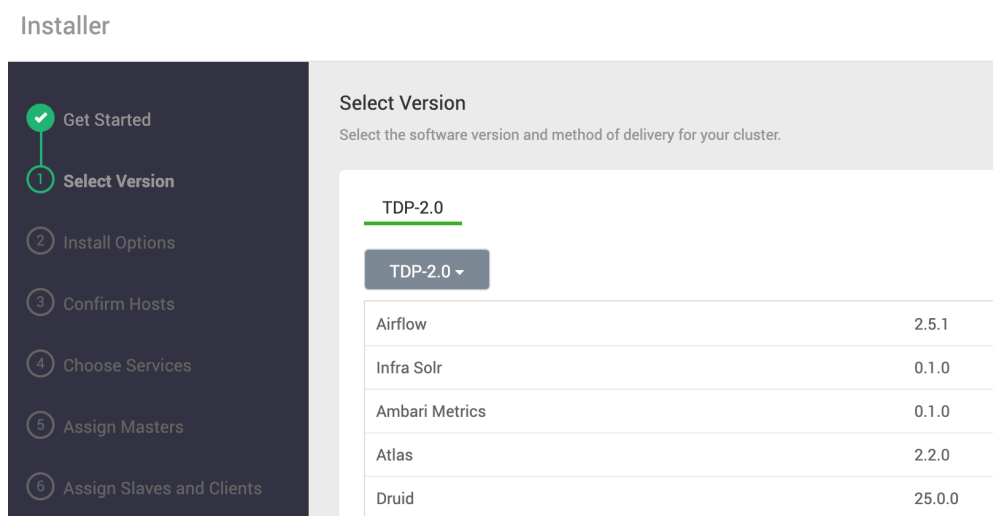 Installer
Get Started
1 Select Version
2 Install Options
3 Confirm Hosts
4 Choose Services
5 Assign Masters
6 Assign Slaves and Clients
Select Version
Select the software version and method of delivery for your cluster.
TDP-2.0
TDP-2.0
Airflow 2.5.1
Infra Solr 0.1.0
Ambari Metrics 0.1.0
Atlas 2.2.0
Druid 25.0.0